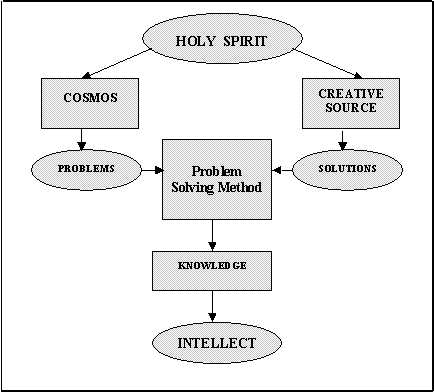 HOLY SPIRIT
COSMOS
CREATIVE
SOURCE
PROBLEMS
Problem
Solving Method
SOLUTIONS
KNOWLEDGE
INTELLECT